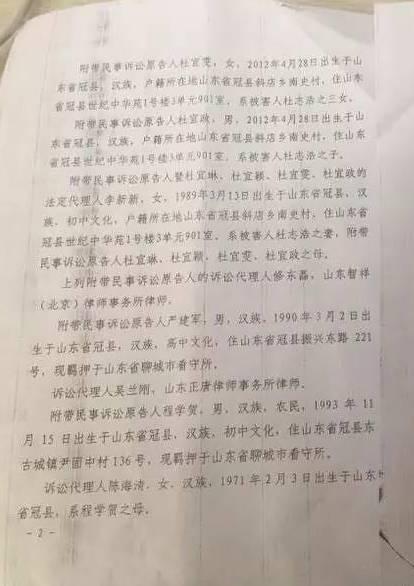 附带民事诉讼原告人杜宜雯，女，2012年4月28日出生于山
东省冠县，汉族，户籍所在地山东省冠县斜店乡南史村，住山东
省冠县世纪中华苑1号楼3单元901室。系被害人杜志浩之三女。
附带民事诉讼原告人杜宜政，男，2012年4月28日出生于山
东省冠县，汉族，户籍所在地山东省冠县斜店乡南史村，住山东
省冠县世纪中华苑1号楼3单元901室。系被害人杜志浩之子。
附带民事诉讼原告人暨杜宜琳、杜宜颖、杜宜雯、杜宜政的
法定代理人李新新，女，1989年3月13日出生于山东省冠县，汉
族，初中文化，户籍所在地山东省冠县斜店乡南史村，住山东省
冠县世纪中华苑1号楼3单元901室。系被害人杜志浩之妻，附带
民事诉讼原告人杜宜琳、杜宜颖、杜宜雯、杜宜政之母。
上列附带民事诉讼原告人的诉讼代理人修东磊，山东智祥
（北京）律师事务所律师。
附带民事诉讼原告人严建军，男，汉族，1990年3月2日出
生于山东省冠县，汉族，高中文化，住山东省冠县振兴东路221
号，现羁押于山东省聊城市看守所。
诉讼代理人吴兰刚，山东正唐律师事务所律师。
附带民事诉讼原告人程学贺，男，汉族，农民，1993年11
月15日出生于山东省冠县，汉族，初中文化，住山东省冠县东
古城镇尹固中村136号，现羁押于山东省聊城市看守所。
诉讼代理人陈海清，女，汉族，1971年2月3日出生于山东
省冠县，系程学贺之母。
- 2 -